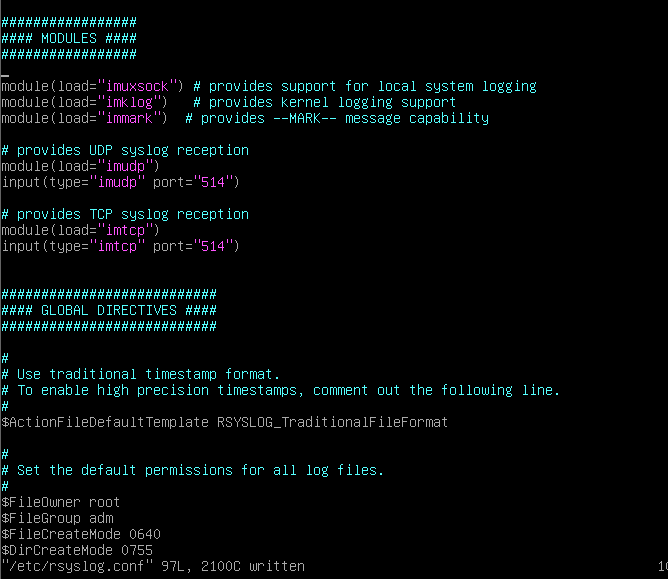 #################
#### MODULES ####
#################
module(load="imuxsock") # provides support for local system logging
module(load="imklog")   # provides kernel logging support
module(load="immark")  # provides --MARK-- message capability
# provides UDP syslog reception
module(load="imudp")
input(type="imudp" port="514")
# provides TCP syslog reception
module(load="imtcp")
input(type="imtcp" port="514")
###########################
#### GLOBAL DIRECTIVES ####
###########################
#
# Use traditional timestamp format.
# To enable high precision timestamps, comment out the following line.
#
$ActionFileDefaultTemplate RSYSLOG_TraditionalFileFormat
#
# Set the default permissions for all log files.
#
$FileOwner root
$FileGroup adm
$FileCreateMode 0640
$DirCreateMode 0755
"/etc/rsyslog.conf" 97L, 2100C written